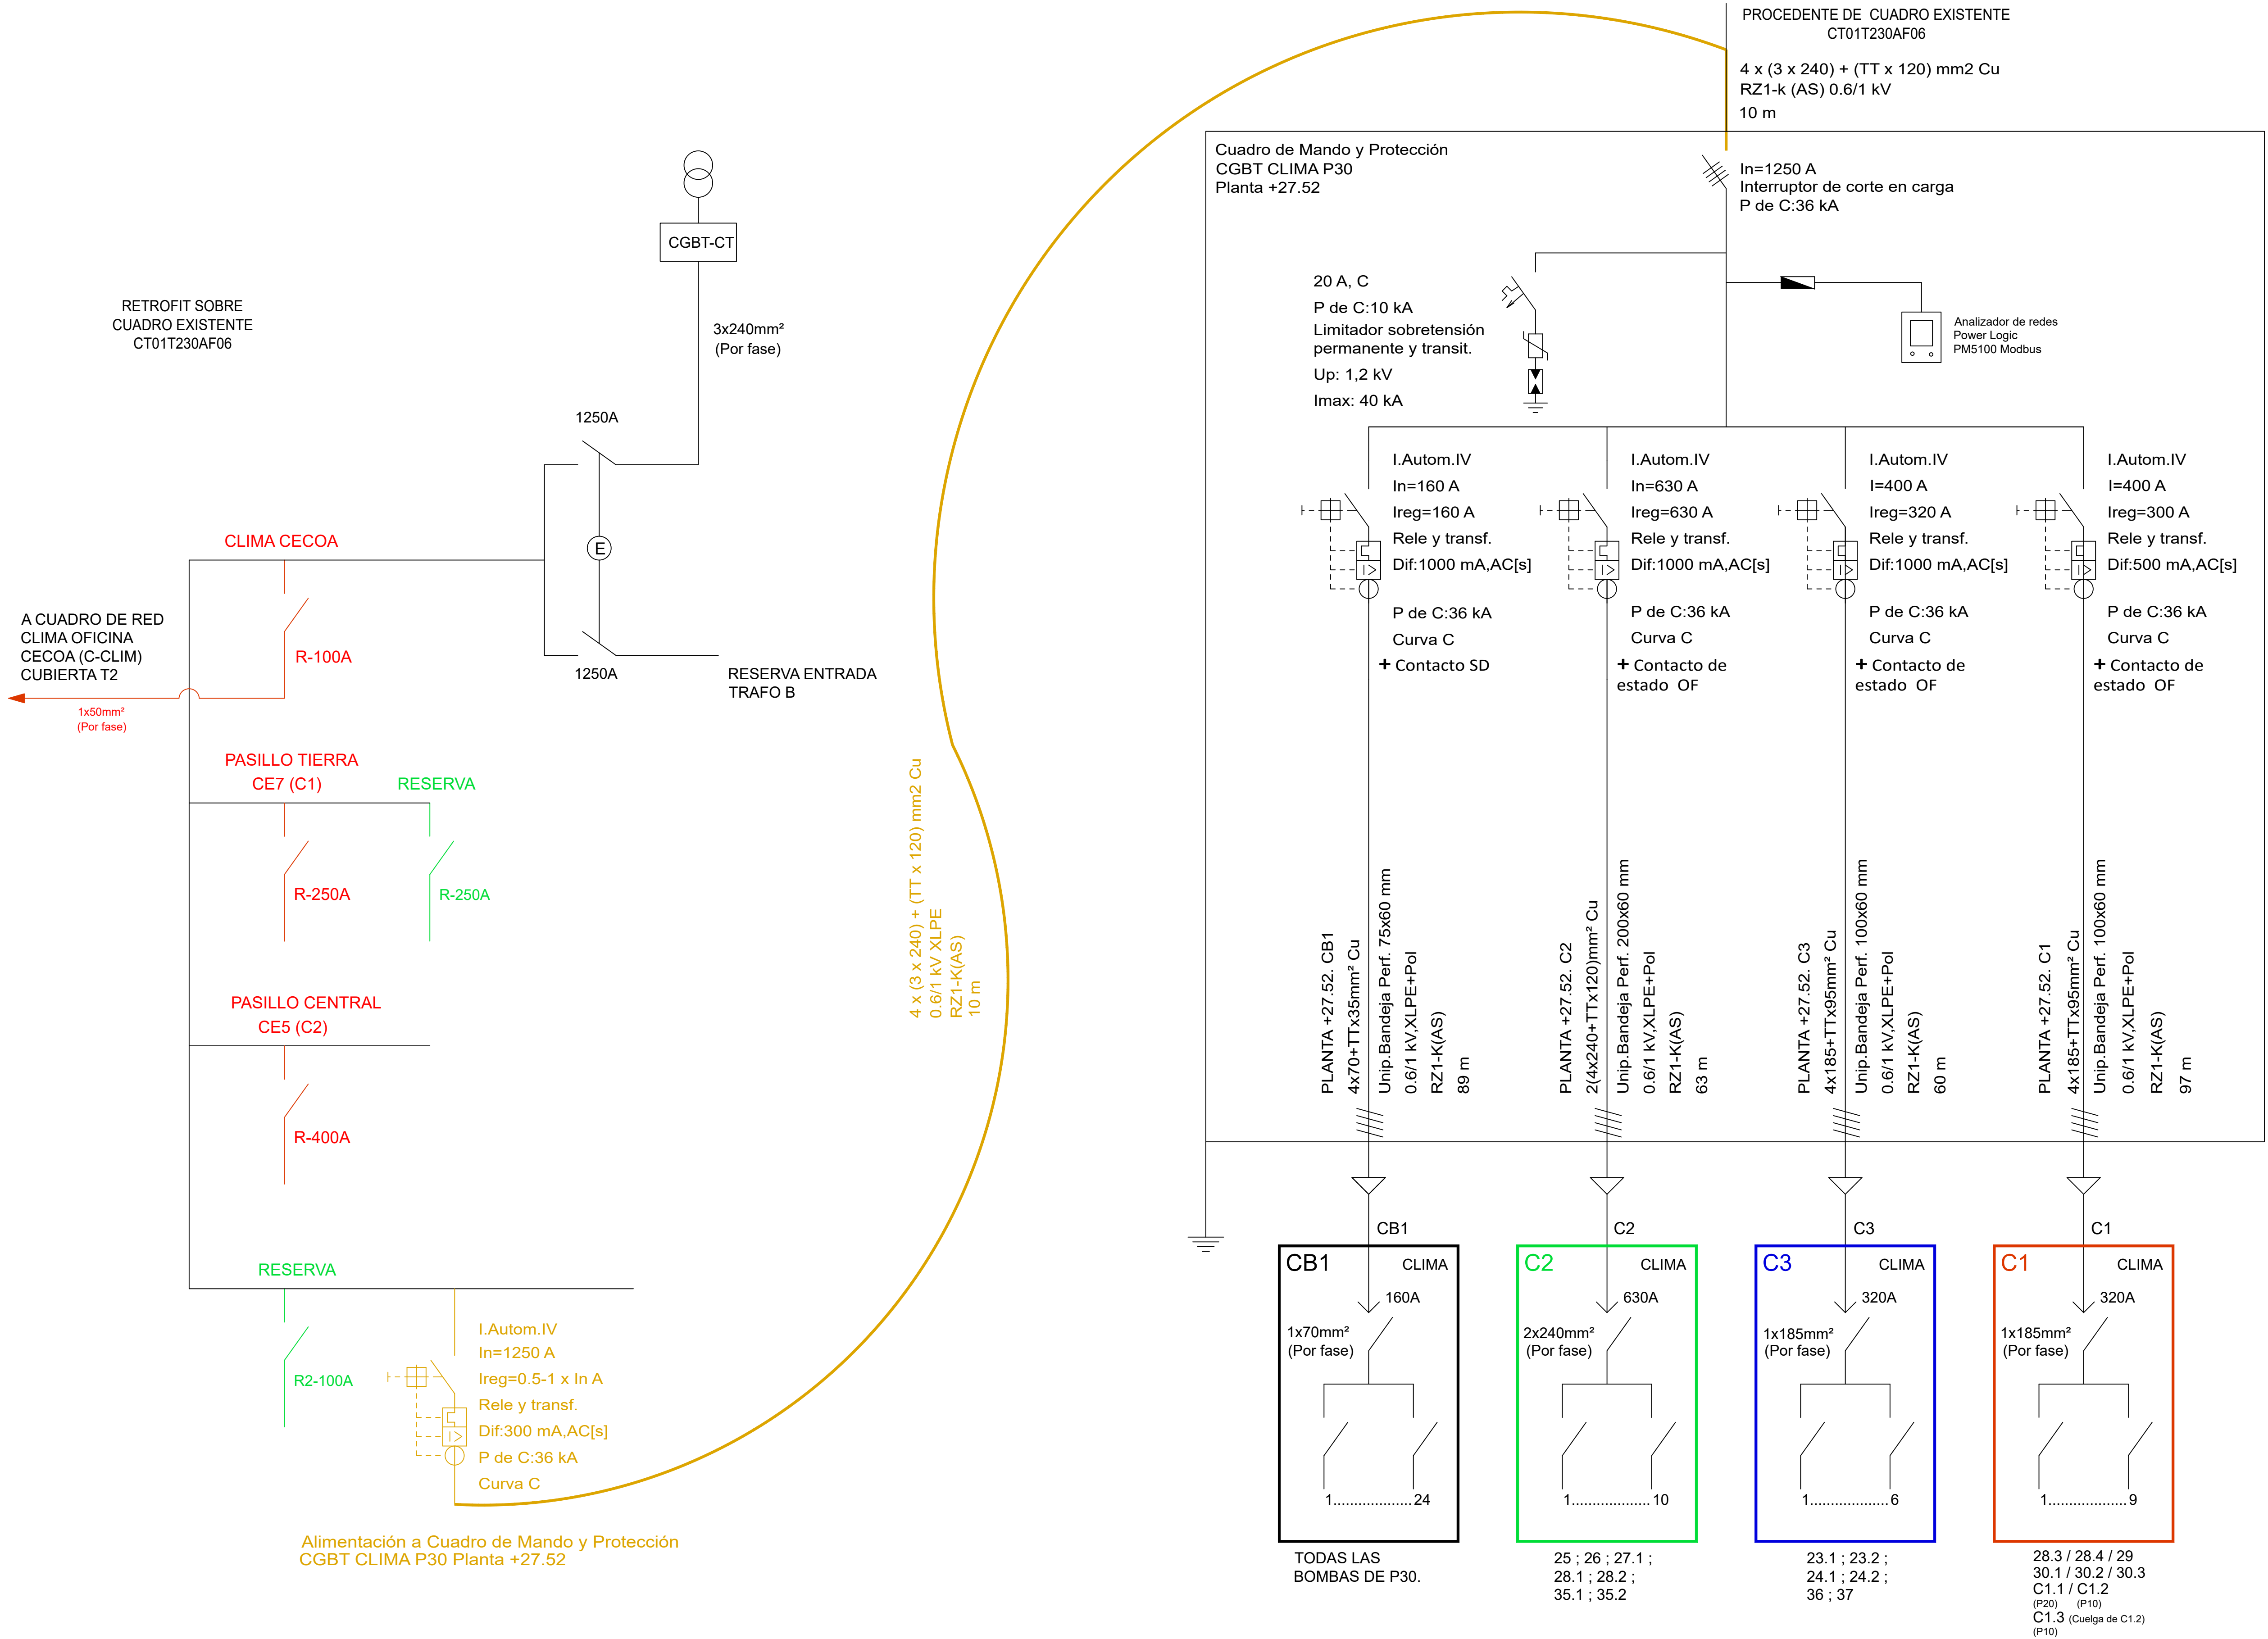 PROCEDENTE DE CUADRO EXISTENTE
CT01T230AF06
4 x (3 x 240) + (TT x 120) mm2 Cu
RZ1-k (AS) 0.6/1 kV
10 m
Cuadro de Mando y Protección
CGBT CLIMA P30
Planta +27.52
In=1250 A
Interruptor de corte en carga
P de C:36 kA
CGBT-CT
RETROFIT SOBRE
CUADRO EXISTENTE
CT01T230AF06
3x240mm²
(Por fase)
1250A
E
1250A
RESERVA ENTRADA
TRAFO B
CLIMA CECOA
R-100A
A CUADRO DE RED
CLIMA OFICINA
CECOA (C-CLIM)
CUBIERTA T2
1x50mm²
(Por fase)
PASILLO TIERRA
CE7 (C1)
RESERVA
R-250A
R-250A
PASILLO CENTRAL
CE5 (C2)
R-400A
RESERVA
R2-100A
I.Autom.IV
In=1250 A
Ireg=0.5-1 x In A
Rele y transf.
Dif:300 mA,AC[s]
P de C:36 kA
Curva C
Alimentación a Cuadro de Mando y Protección
CGBT CLIMA P30 Planta +27.52
4 x (3 x 240) + (TT x 120) mm2 Cu
0.6/1 kV XLPE
RZ1-K(AS)
10 m
20 A, C
P de C:10 kA
Limitador sobretensión
permanente y transit.
Up: 1,2 kV
Imax: 40 kA
Analizador de redes
Power Logic
PM5100 Modbus
I.Autom.IV
In=160 A
Ireg=160 A
Rele y transf.
Dif:1000 mA,AC[s]
P de C:36 kA
Curva C
+ Contacto SD
I.Autom.IV
In=630 A
Ireg=630 A
Rele y transf.
Dif:1000 mA,AC[s]
P de C:36 kA
Curva C
+ Contacto de
estado OF
I.Autom.IV
I=400 A
Ireg=320 A
Rele y transf.
Dif:1000 mA,AC[s]
P de C:36 kA
Curva C
+ Contacto de
estado OF
I.Autom.IV
I=400 A
Ireg=300 A
Rele y transf.
Dif:500 mA,AC[s]
P de C:36 kA
Curva C
+ Contacto de
estado OF
PLANTA +27.52. CB1
4x70+TTx35mm² Cu
Unip.Bandeja Perf. 75x60 mm
0.6/1 kV,XLPE+Pol
RZ1-K(AS)
89 m
PLANTA +27.52. C2
2(4x240+TTx120)mm² Cu
Unip.Bandeja Perf. 200x60 mm
0.6/1 kV,XLPE+Pol
RZ1-K(AS)
63 m
PLANTA +27.52. C3
4x185+TTx95mm² Cu
Unip.Bandeja Perf. 100x60 mm
0.6/1 kV,XLPE+Pol
RZ1-K(AS)
60 m
PLANTA +27.52. C1
4x185+TTx95mm² Cu
Unip.Bandeja Perf. 100x60 mm
0.6/1 kV,XLPE+Pol
RZ1-K(AS)
97 m
CB1
CB1 CLIMA
160A
1x70mm²
(Por fase)
1...................24
TODAS LAS
BOMBAS DE P30.
C2
C2 CLIMA
630A
2x240mm²
(Por fase)
1...................10
25 ; 26 ; 27.1 ;
28.1 ; 28.2 ;
35.1 ; 35.2
C3
C3 CLIMA
320A
1x185mm²
(Por fase)
1...................6
23.1 ; 23.2 ;
24.1 ; 24.2 ;
36 ; 37
C1
C1 CLIMA
320A
1x185mm²
(Por fase)
1...................9
28.3 / 28.4 / 29
30.1 / 30.2 / 30.3
C1.1 / C1.2
(P20) (P10)
C1.3 (Cuelga de C1.2)
(P10)